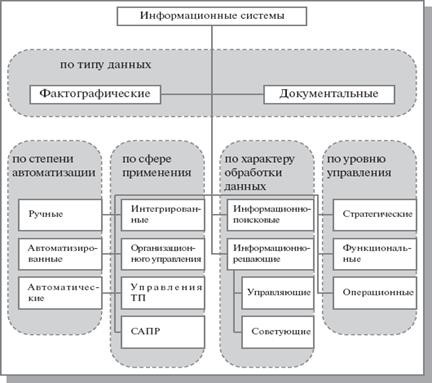 Информационные системы
по типу данных
Фактографические
Документальные
по степени
автоматизации
Ручные
Автоматизиро-
ванные
Автоматичес-
кие
по сфере
применения
Интегрирован-
ные
Организацион-
ного управления
Управления
ТП
САПР
по характеру
обработки
данных
Информационно-
поисковые
Информационно-
решающие
Управляющие
Советующие
по уровню
управления
Стратегические
Функциональ-
ные
Операционные